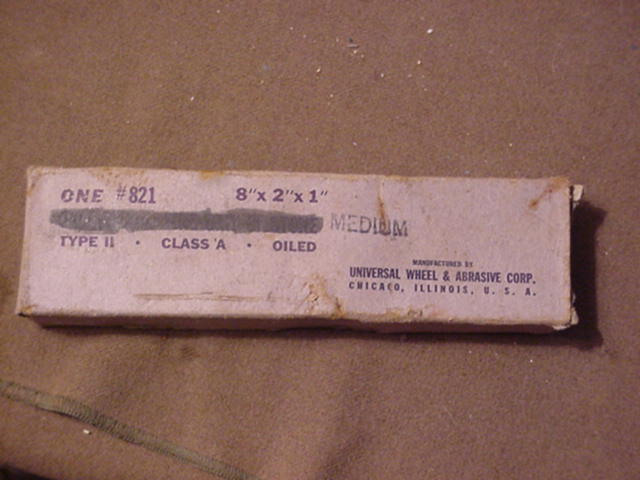 ONE #821 8"x 2"x 1"
MEDIUM
TYPE II · CLASS A · OILED
MANUFACTURED BY
UNIVERSAL WHEEL & ABRASIVE CORP.
CHICAGO, ILLINOIS, U. S. A.